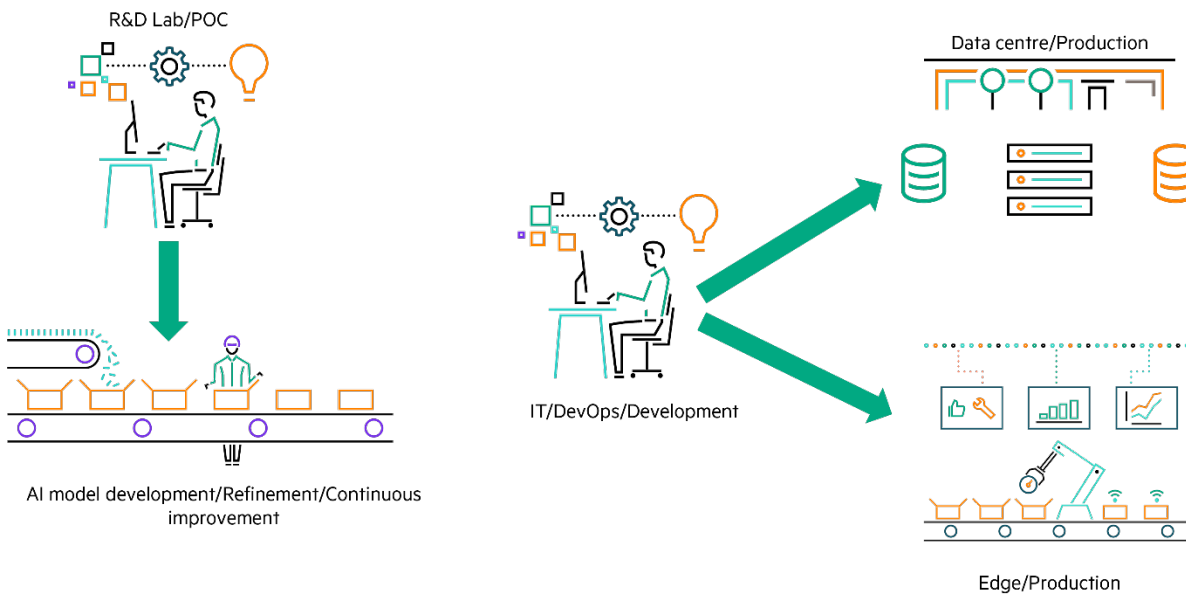 R&D Lab/POC
AI model development/Refinement/Continuous
improvement
IT/DevOps/Development
Data centre/Production
Edge/Production